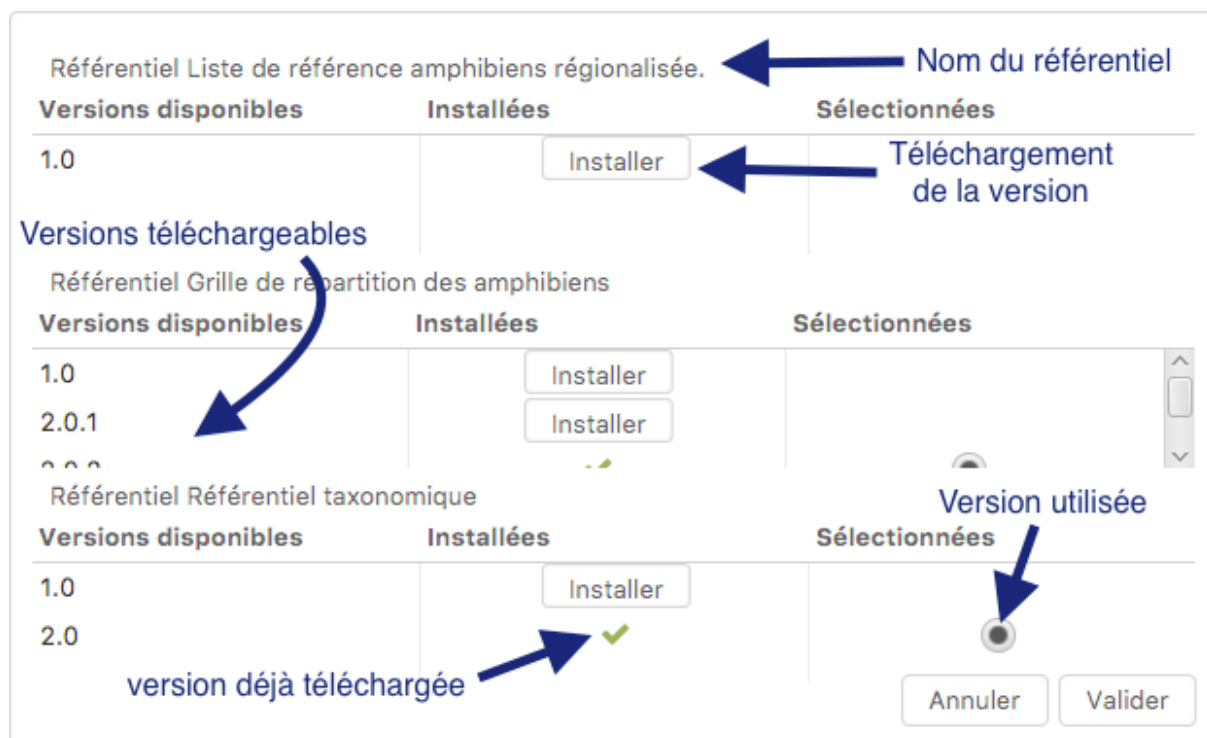 Référentiel Liste de référence amphibiens régionalisée.
Nom du référentiel
Versions disponibles Installées Sélectionnées
1.0 Installer
Téléchargement
de la version
Versions téléchargeables
Référentiel Grille de répartition des amphibiens
Versions disponibles Installées Sélectionnées
1.0 Installer
2.0.1 Installer
Référentiel Référentiel taxonomique
Version utilisée
Versions disponibles Installées Sélectionnées
1.0 Installer
2.0
version déjà téléchargée
Annuler Valider